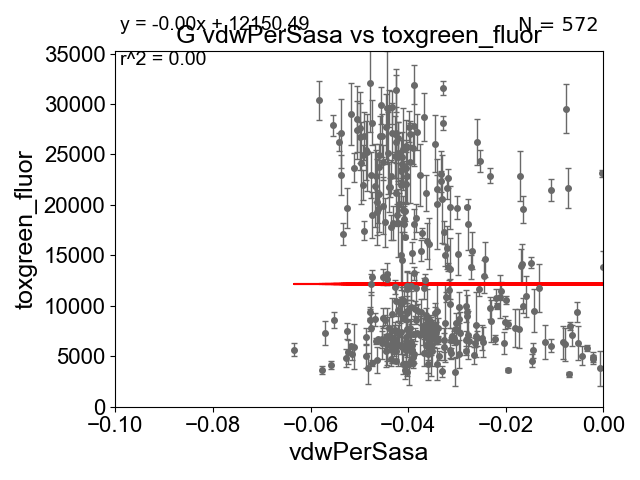 y = -0.00x + 12150.49
N = 572
G vdwPerSasa vs toxgreen_fluor
r^2 = 0.00
35000
30000
25000
20000
15000
10000
5000
0
toxgreen_fluor
−0.10 −0.08 −0.06 −0.04 −0.02 0.00
vdwPerSasa